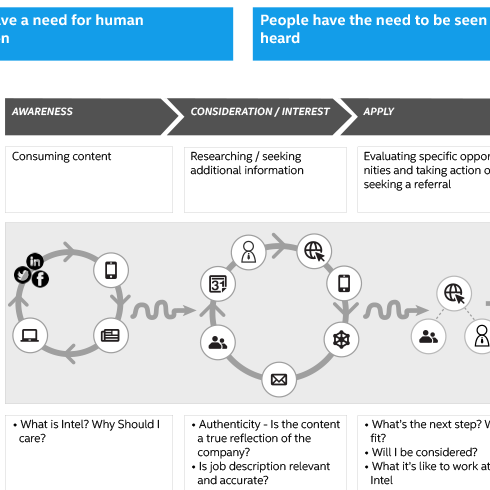 a need for human
People have the need to be seen
heard
AWARENESS
CONSIDERATION / INTEREST
APPLY
Consuming content
Researching / seeking
additional information
Evaluating specific
nities and taking action
seeking a referral
in
f
31
• What is Intel? Why Should I
care?
• Authenticity - Is the content
a true reflection of the
company?
• Is job description relevant
and accurate?
• What's the next step?
fit?
• Will I be considered?
• What it's like to work at
Intel